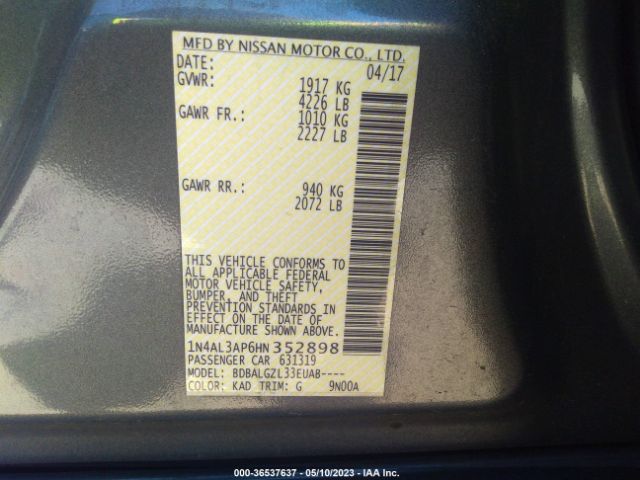 MFD BY NISSAN MOTOR CO., LTD.
DATE: 04/17
GVWR: 1917 KG
4226 LB
GAWR FR.: 1010 KG
2227 LB
GAWR RR.: 940 KG
2072 LB
THIS VEHICLE CONFORMS TO
ALL APPLICABLE FEDERAL
MOTOR VEHICLE SAFETY,
BUMPER, AND THEFT
PREVENTION STANDARDS IN
EFFECT ON THE DATE OF
MANUFACTURE SHOWN ABOVE.
1N4AL3AP6HN352898
PASSENGER CAR 631319
MODEL: BDBALGZL33EUAB----
COLOR: KAD TRIM: G 9N00A
000-36537637 - 05/10/2023 - IAA Inc.